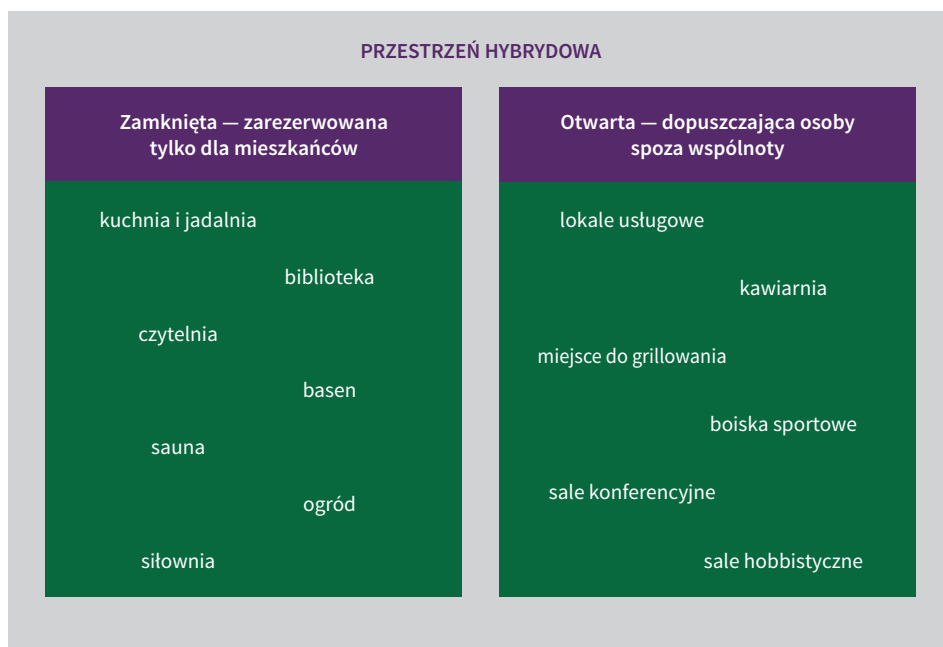 PRZESTRZEŃ HYBRYDOWA
Zamknięta — zarezerwowana
tylko dla mieszkańców
kuchnia i jadalnia
biblioteka
czytelnia
basen
sauna
ogród
siłownia
Otwarta — dopuszczająca osoby
spoza wspólnoty
lokale usługowe
kawiarnia
miejsce do grillowania
boiska sportowe
sale konferencyjne
sale hobbistyczne